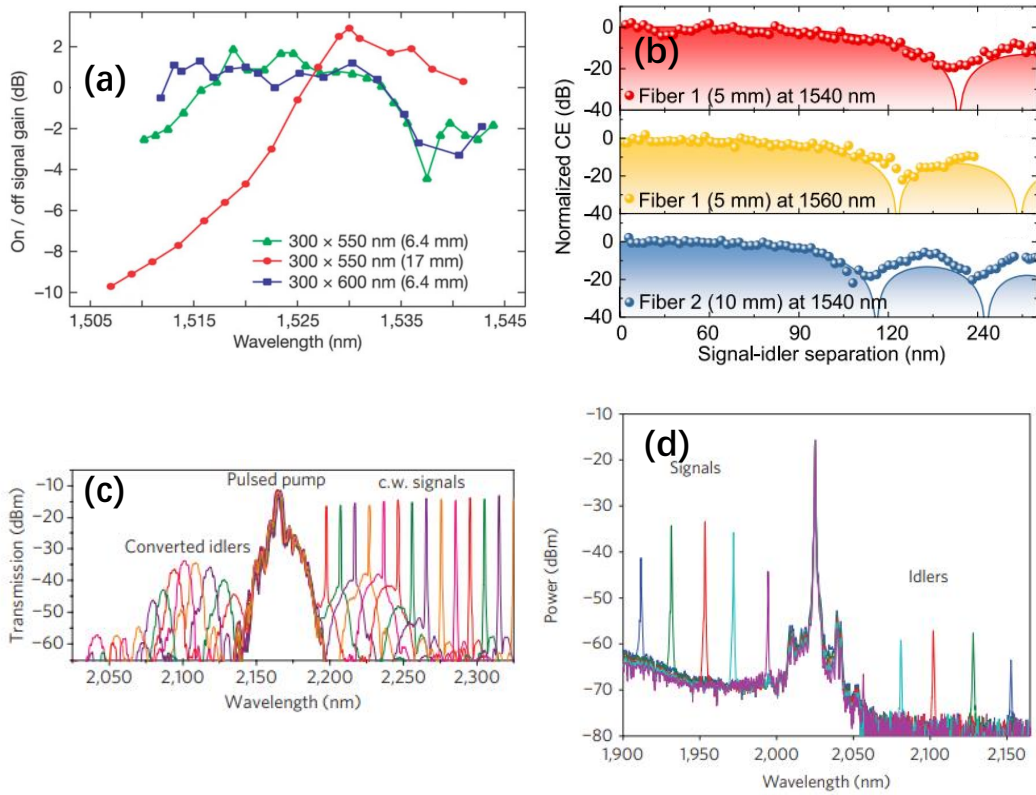 (a)
On / off signal gain (dB)
2
0
−2
−4
−6
−8
−10
300 × 550 nm (6.4 mm)
300 × 550 nm (17 mm)
300 × 600 nm (6.4 mm)
1,505 1,515 1,525 1,535 1,545
Wavelength (nm)
(b)
Normalized CE (dB)
0
-20
-40
Fiber 1 (5 mm) at 1540 nm
0
-20
-40
Fiber 1 (5 mm) at 1560 nm
0
-20
-40
Fiber 2 (10 mm) at 1540 nm
0 60 90 120 240
Signal-idler separation (nm)
(c)
Transmission (dBm)
−10
−20
−30
−40
−50
−60
Pulsed pump
c.w. signals
Converted idlers
2,050 2,100 2,150 2,200 2,250 2,300
Wavelength (nm)
(d)
Power (dBm)
−10
−20
−30
−40
−50
−60
−70
−80
Signals
Idlers
1,900 1,950 2,000 2,050 2,100 2,150
Wavelength (nm)